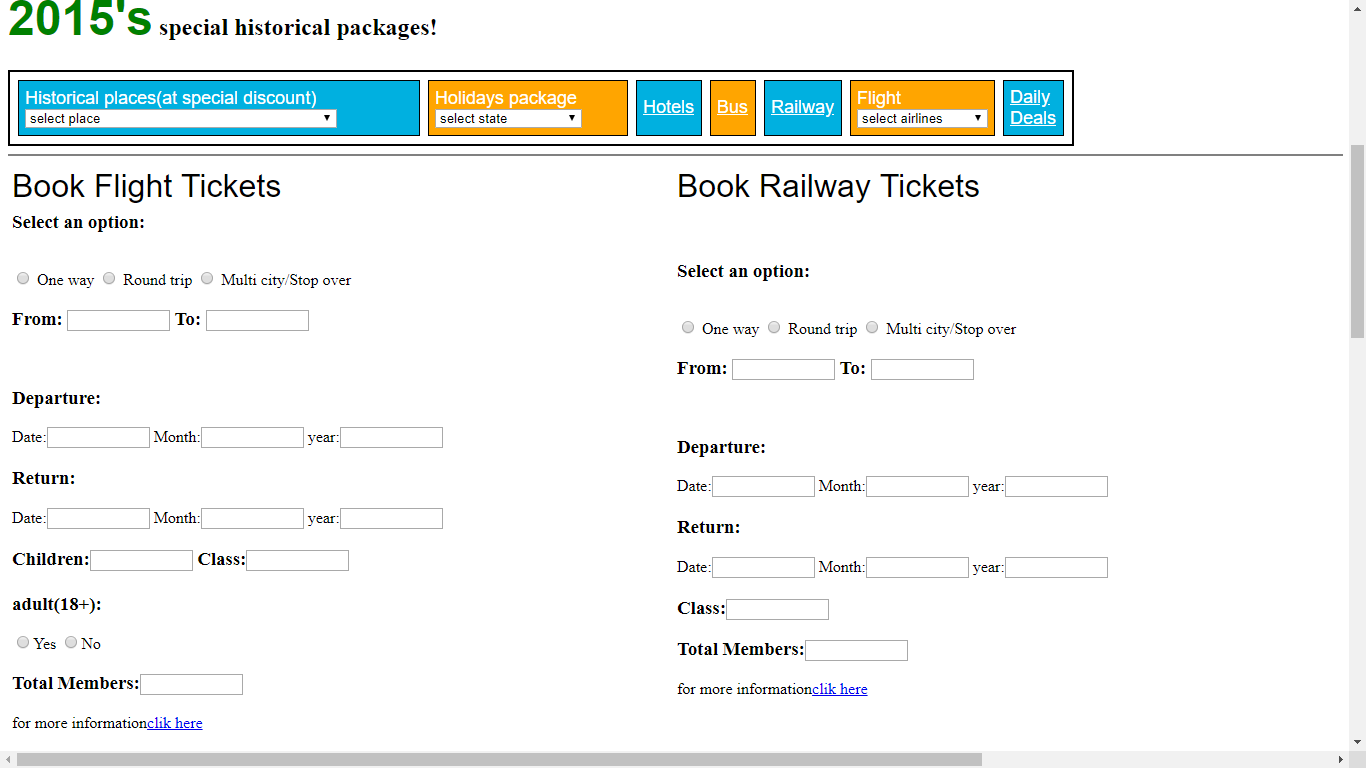 2015's special historical packages!
Historical places(at special discount)
select place
Holidays package
select state
Hotels
Bus
Railway
Flight
select airlines
Daily
Deals
Book Flight Tickets
Select an option:
One way Round trip Multi city/Stop over
From: To:
Departure:
Date: Month: year:
Return:
Date: Month: year:
Children: Class:
adult(18+):
Yes No
Total Members:
for more informationclik here
Book Railway Tickets
Select an option:
One way Round trip Multi city/Stop over
From: To:
Departure:
Date: Month: year:
Return:
Date: Month: year:
Class:
Total Members:
for more informationclik here